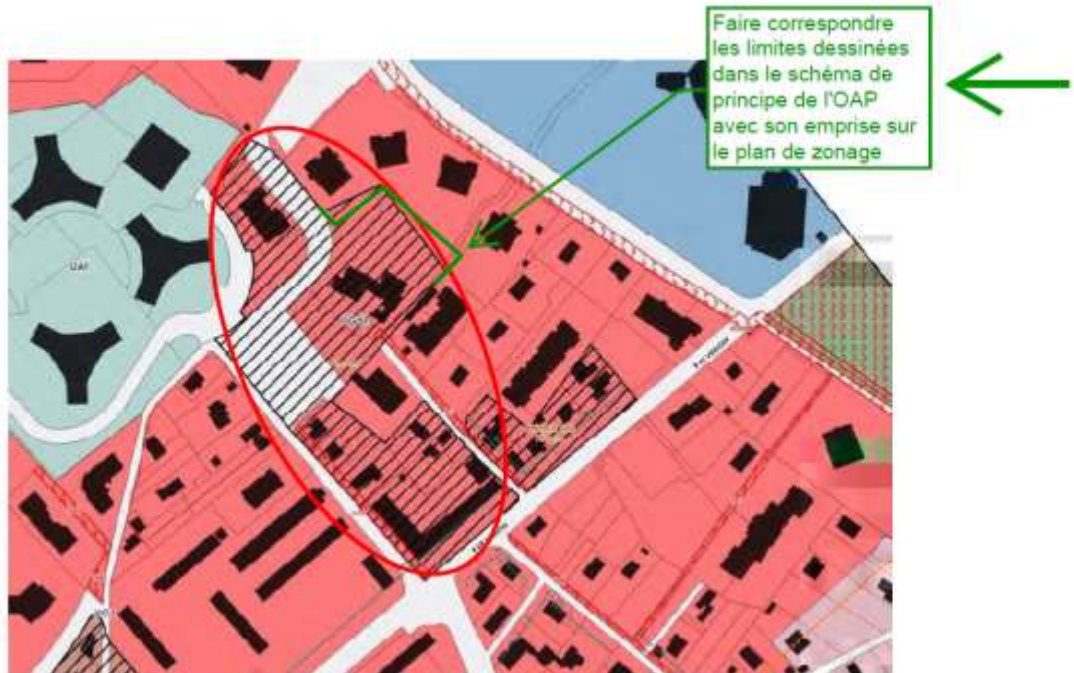 Faire correspondre
les limites dessinées
dans le schéma de
principe de l'OAP
avec son emprise sur
le plan de zonage
UAf